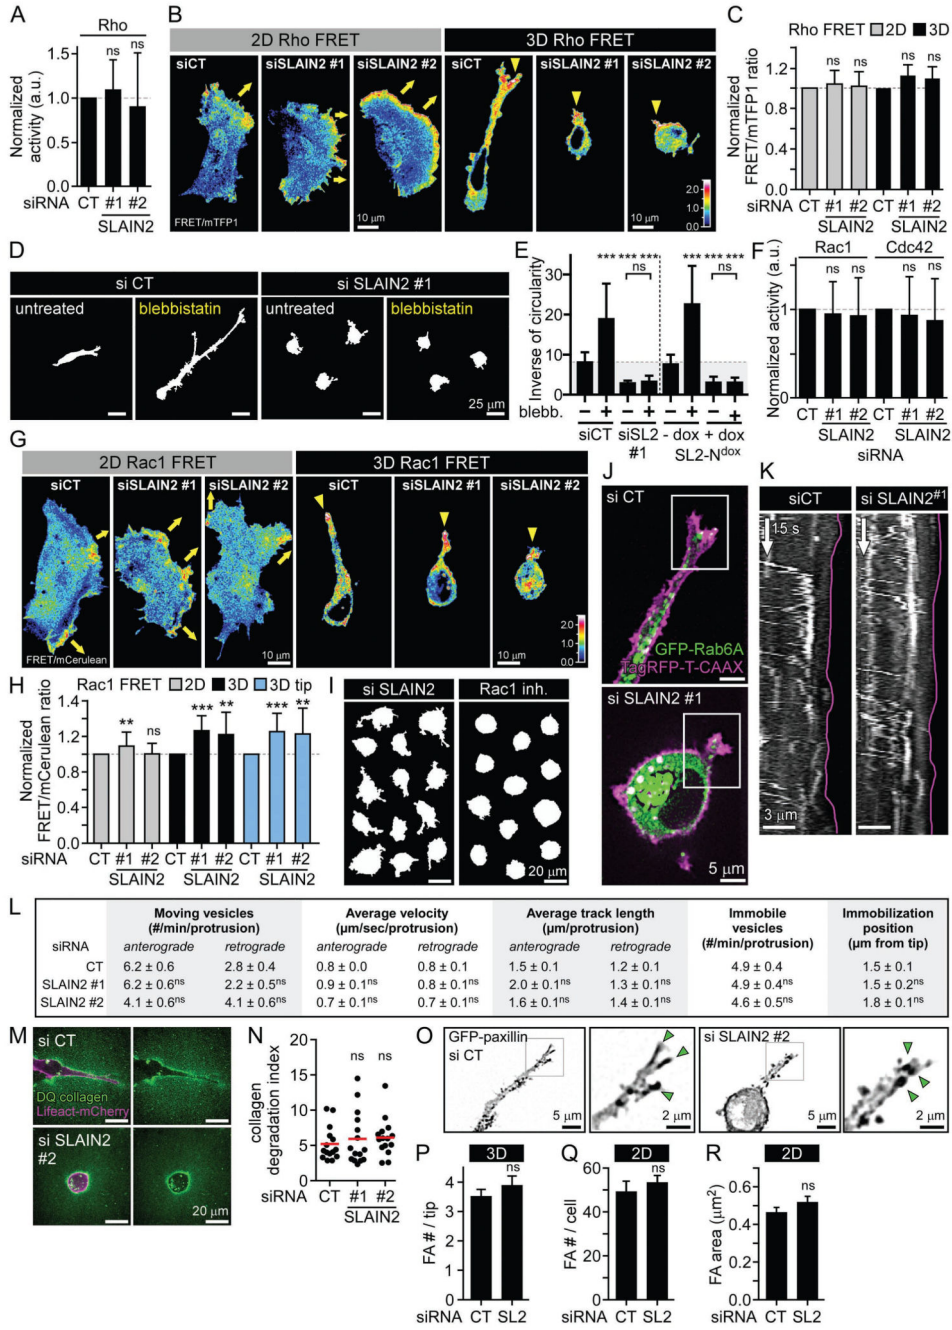 A
Rho
ns
ns
Normalized
activity (a.u.)
1.5
1.0
0.5
0.0
siRNA CT #1 #2
SLAIN2
B
2D Rho FRET
3D Rho FRET
siCT
siSLAIN2 #1
siSLAIN2 #2
siCT
siSLAIN2 #1
siSLAIN2 #2
FRET/mTFP1
10 µm
10 µm
2.0
1.0
0.0
C
Rho FRET 2D 3D
ns ns ns ns
Normalized
FRET/mTFP1 ratio
1.4
1.2
1.0
0
siRNA CT #1 #2 CT #1 #2
SLAIN2 SLAIN2
D
si CT
si SLAIN2 #1
untreated
blebbistatin
untreated
blebbistatin
25 µm
E
*** *** *** *** *** ***
ns ns
Inverse of circularity
30
20
10
0
blebb. – + – + – + – +
siCT siSL2 - dox + dox
#1 SL2-Ndox
F
Rac1 Cdc42
ns ns ns ns
Normalized activity (a.u.)
1
0
CT #1 #2 CT #1 #2
SLAIN2 SLAIN2
siRNA
G
2D Rac1 FRET
3D Rac1 FRET
siCT
siSLAIN2 #1
siSLAIN2 #2
siCT
siSLAIN2 #1
siSLAIN2 #2
FRET/mCerulean
10 µm
10 µm
2.0
1.0
0.0
H
Rac1 FRET 2D 3D 3D tip
** ns *** ** *** **
Normalized
FRET/mCerulean ratio
1.4
1.2
1.0
0
siRNA CT #1 #2 CT #1 #2 CT #1 #2
SLAIN2 SLAIN2 SLAIN2
I
si SLAIN2
Rac1 inh.
20 µm
J
si CT
GFP-Rab6A
TagRFP-T-CAAX
si SLAIN2 #1
5 µm
K
siCT
si SLAIN2#1
15 s
3 µm
L
Moving vesicles Average velocity Average track length Immobile Immobilization
(#/min/protrusion) (µm/sec/protrusion) (µm/protrusion) vesicles position
siRNA anterograde retrograde anterograde retrograde anterograde retrograde (#/min/protrusion) (µm from tip)
CT 6.2 ± 0.6 2.8 ± 0.4 0.8 ± 0.0 0.8 ± 0.1 1.5 ± 0.1 1.2 ± 0.1 4.9 ± 0.4 1.5 ± 0.1
SLAIN2 #1 6.2 ± 0.6ns 2.2 ± 0.5ns 0.9 ± 0.1ns 0.8 ± 0.1ns 2.0 ± 0.1ns 1.3 ± 0.1ns 4.9 ± 0.4ns 1.5 ± 0.2ns
SLAIN2 #2 4.1 ± 0.6ns 4.1 ± 0.6ns 0.7 ± 0.1ns 0.7 ± 0.1ns 1.6 ± 0.1ns 1.4 ± 0.1ns 4.6 ± 0.5ns 1.8 ± 0.1ns
M
si CT
DQ collagen
Lifeact-mCherry
si SLAIN2
#2
20 µm
N
ns ns
collagen
degradation index
20
15
10
5
0
siRNA CT #1 #2
SLAIN2
O
GFP-paxillin
si CT
5 µm
2 µm
si SLAIN2 #2
5 µm
2 µm
P
3D
ns
FA # / tip
4
2
0
siRNA CT SL2
Q
2D
ns
FA # / cell
60
40
20
0
siRNA CT SL2
R
2D
ns
FA area (µm2)
0.6
0.4
0.2
0
siRNA CT SL2